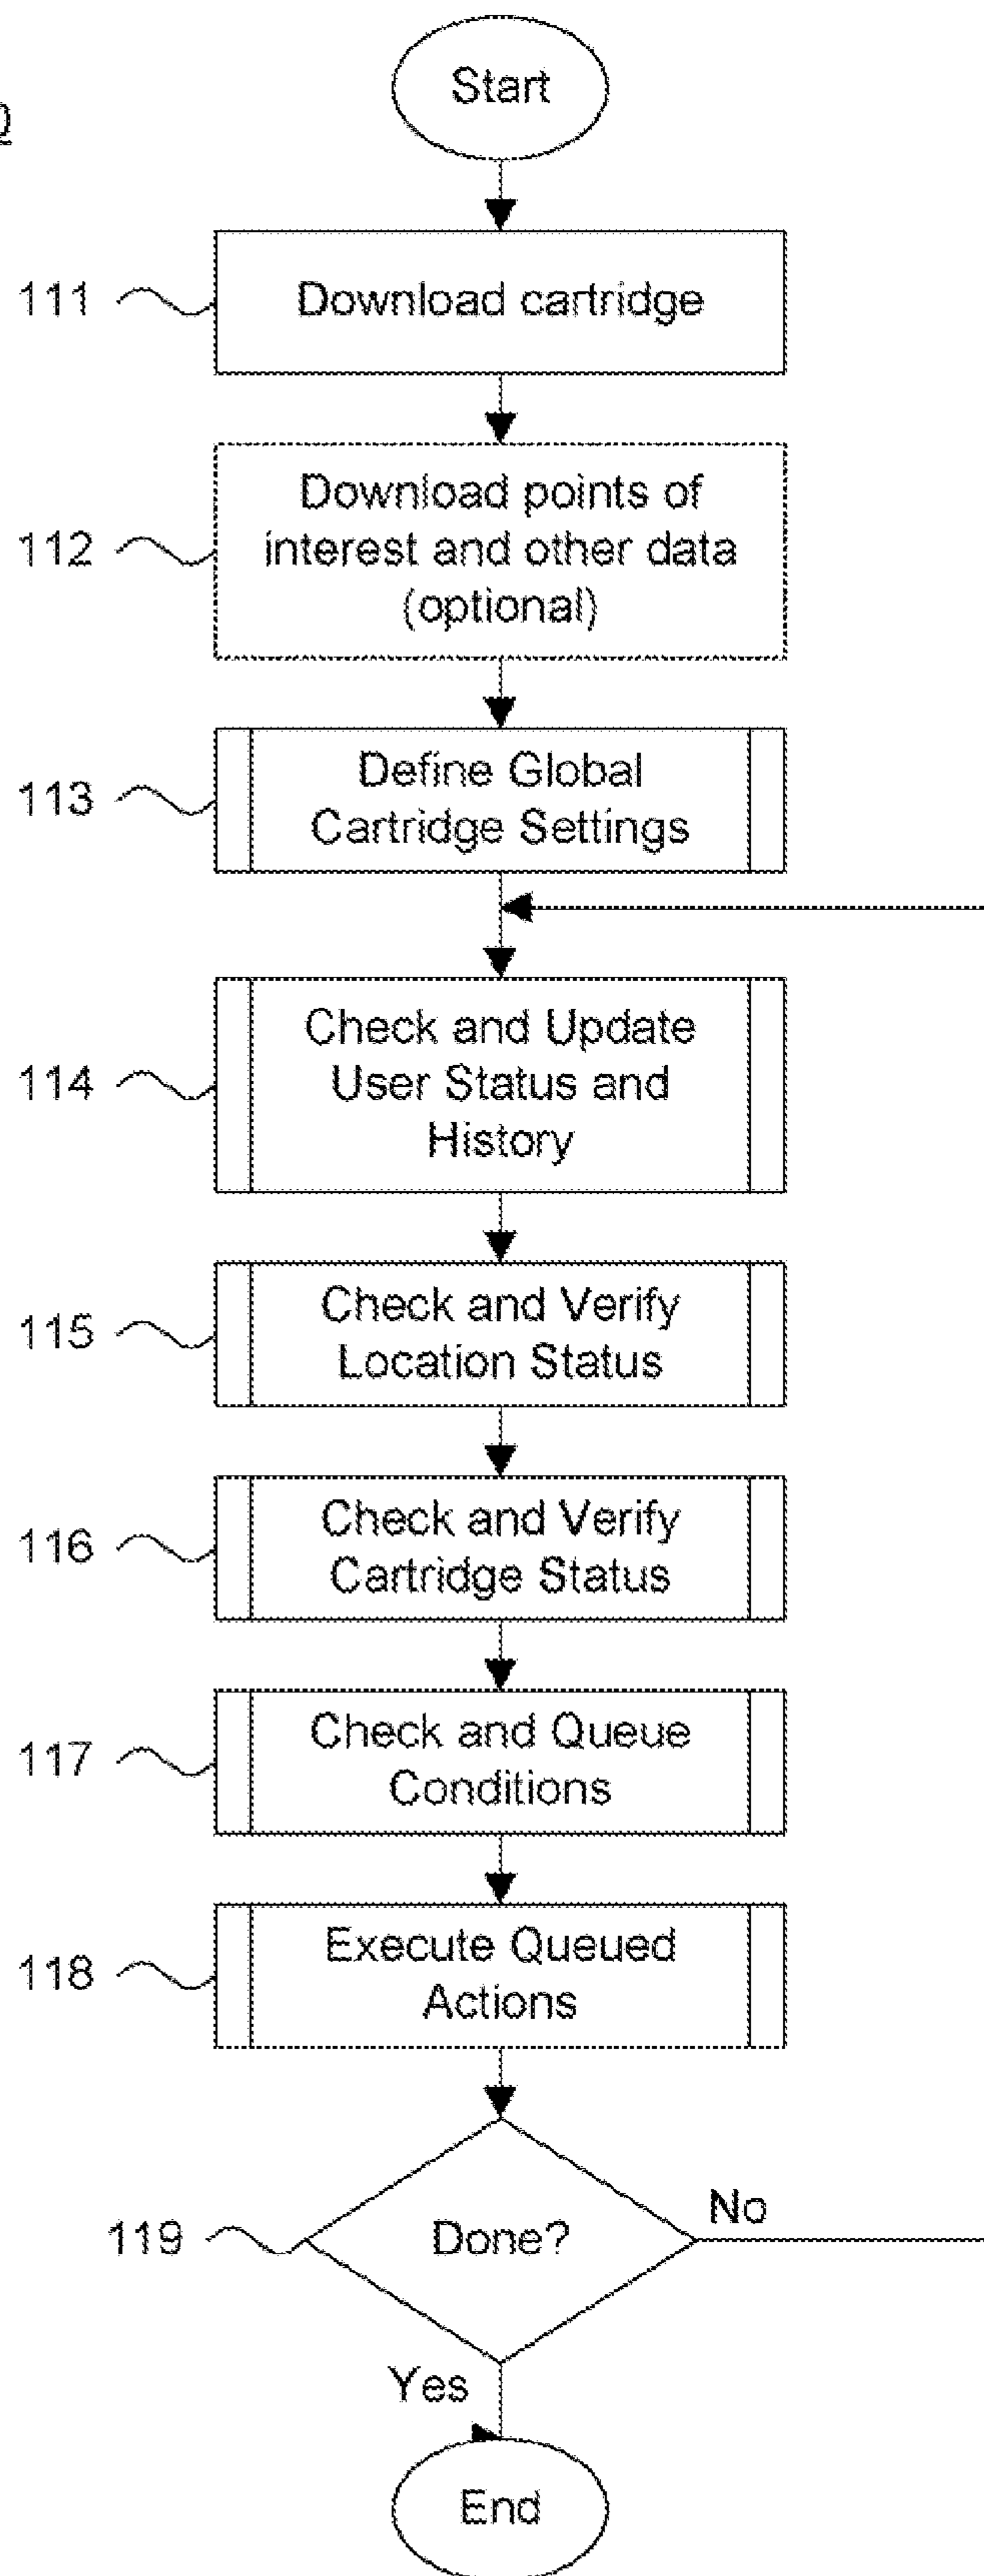 Start
111
Download cartridge
112
Download points of
interest and other data
(optional)
113
Define Global
Cartridge Settings
114
Check and Update
User Status and
History
115
Check and Verify
Location Status
116
Check and Verify
Cartridge Status
117
Check and Queue
Conditions
118
Execute Queued
Actions
119
Done?
No
Yes
End